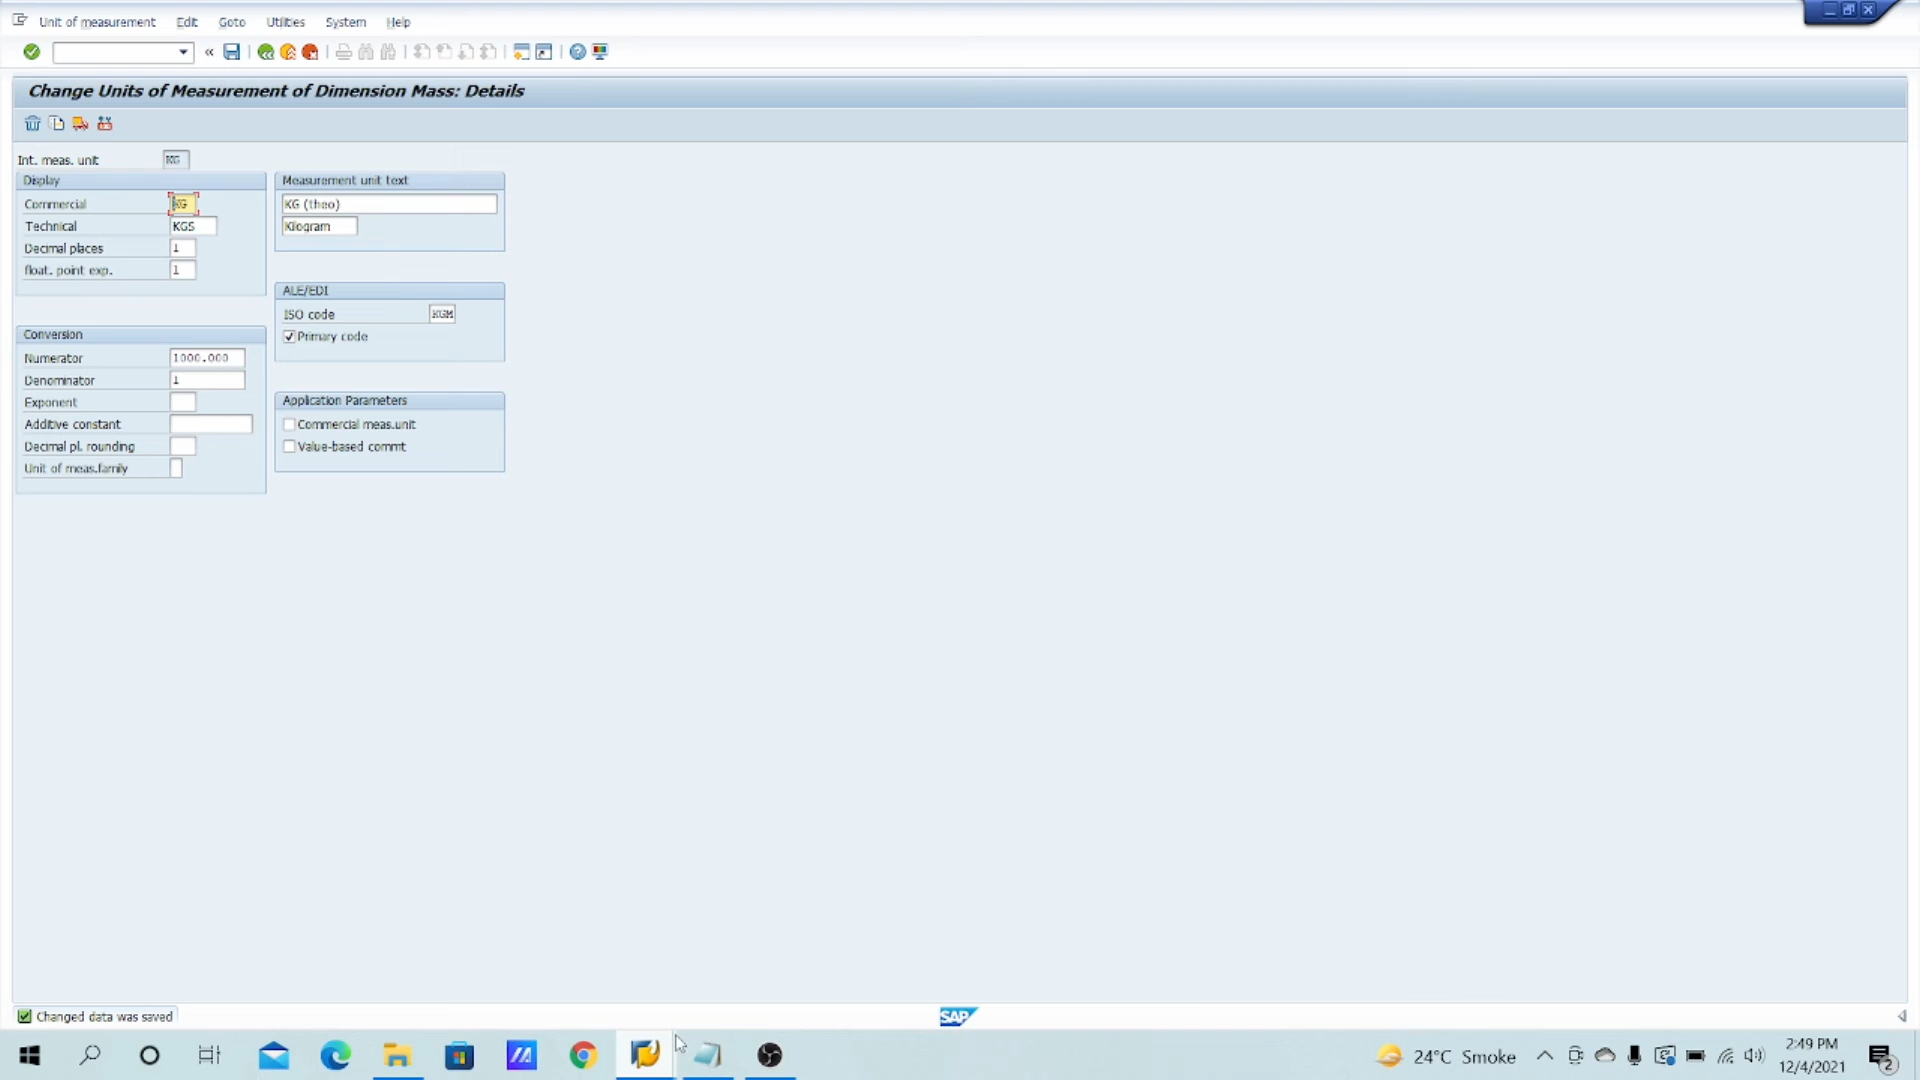 Unit of measurement Edit Goto Utilities System Help
Change Units of Measurement of Dimension Mass: Details
Int. meas. unit KG
Display
Commercial KG
Technical KGS
Decimal places 1
float. point exp. 1
Measurement unit text
KG (theo)
Kilogram
ALE/EDI
ISO code KGM
Primary code
Conversion
Numerator 1000.000
Denominator 1
Exponent
Additive constant
Decimal pl. rounding
Unit of meas.family
Application Parameters
Commercial meas.unit
Value-based commt
Changed data was saved
SAP
24°C Smoke
2:49 PM
12/4/2021
2